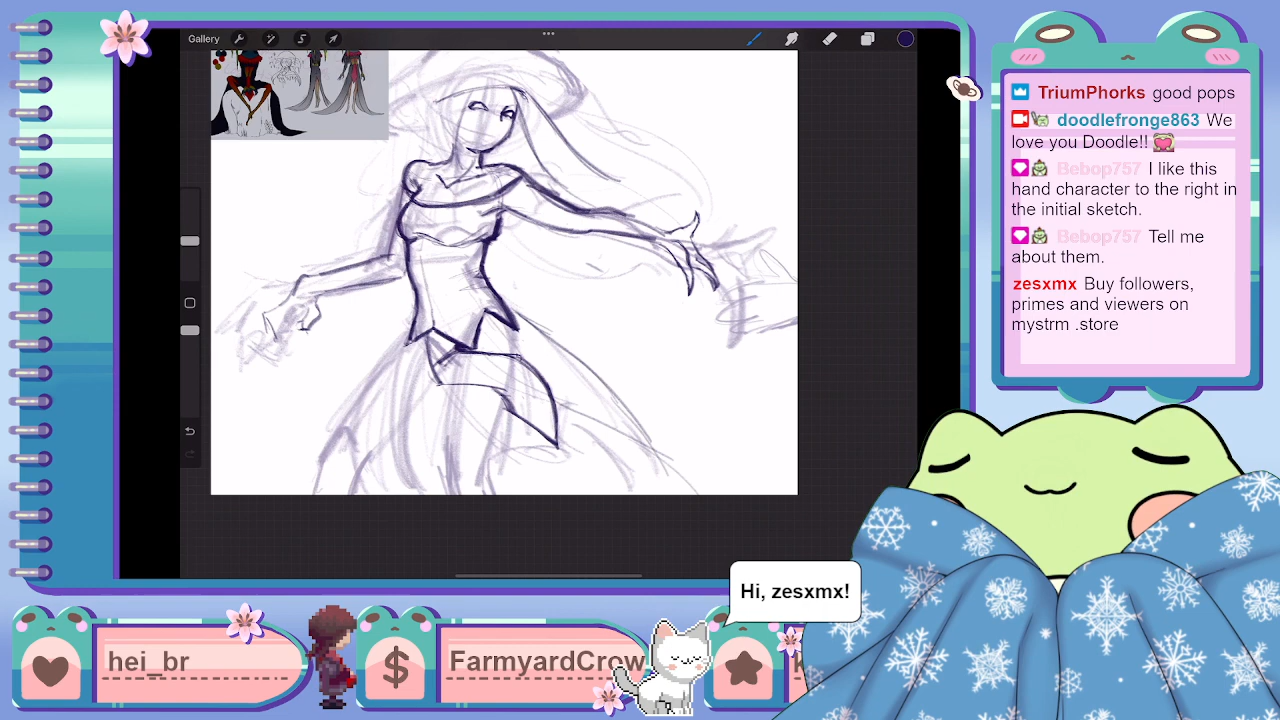 Gallery
TriumPhorks good pops
doodlefronge863 We
love you Doodle!!
Bebop757 I like this
hand character to the right in
the initial sketch.
Bebop757 Tell me
about them.
zesxmx Buy followers,
primes and viewers on
mystrm .store
Hi, zesxmx!
hei_br
$
FarmyardCrow